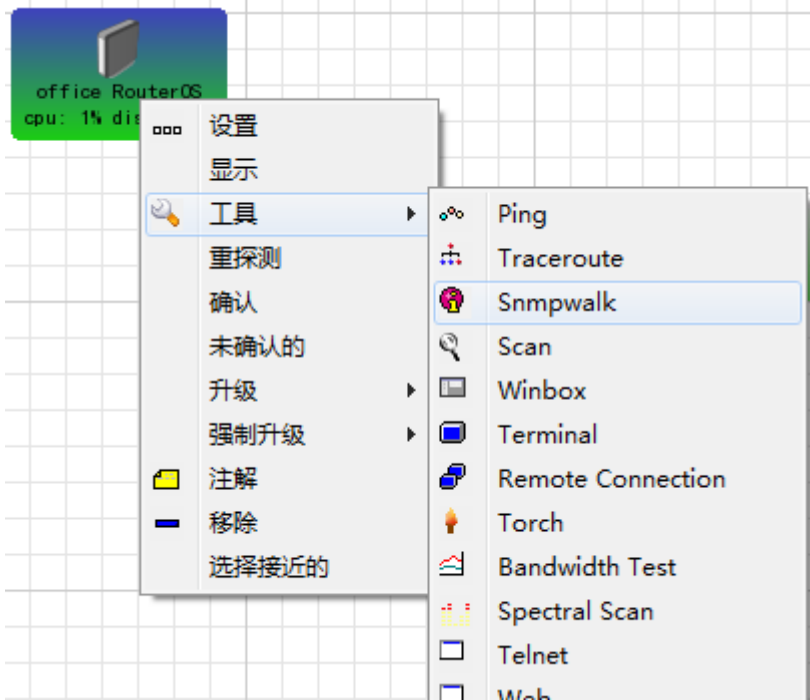 office RouterOS
cpu: 1% dis
设置
显示
工具
重探测
确认
未确认的
升级
强制升级
注解
移除
选择接近的
Ping
Traceroute
Snmpwalk
Scan
Winbox
Terminal
Remote Connection
Torch
Bandwidth Test
Spectral Scan
Telnet
Web